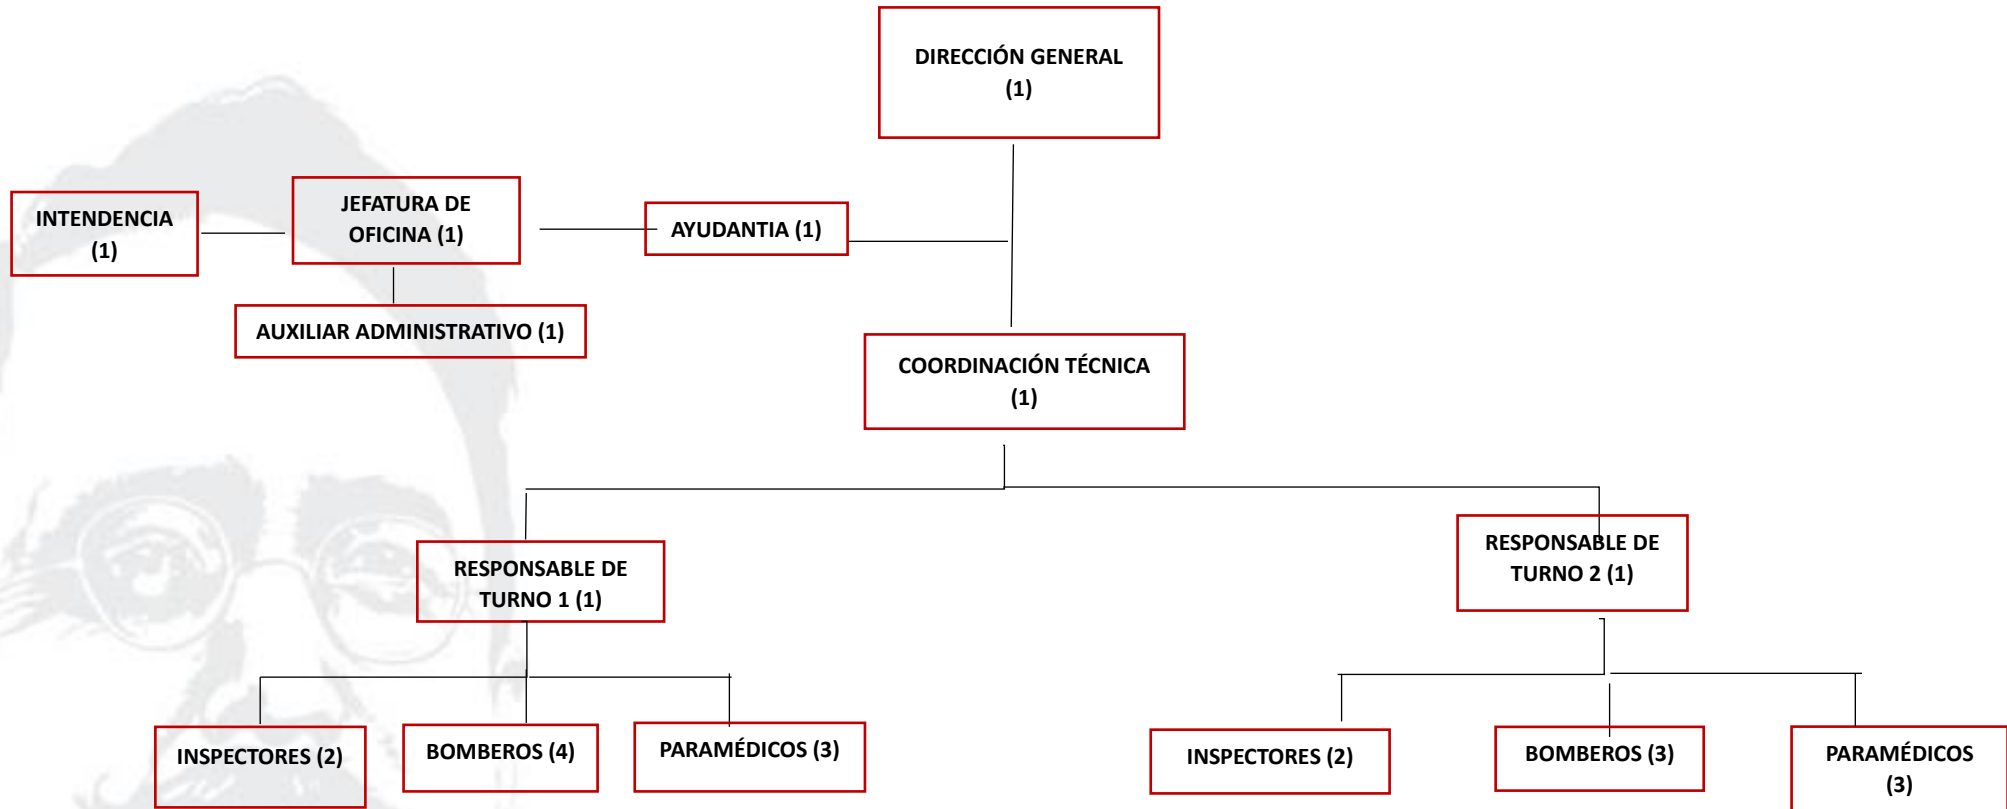 DIRECCIÓN GENERAL
(1)
INTENDENCIA
(1)
JEFATURA DE
OFICINA (1)
AYUDANTIA (1)
AUXILIAR ADMINISTRATIVO (1)
COORDINACIÓN TÉCNICA
(1)
RESPONSABLE DE
TURNO 1 (1)
RESPONSABLE DE
TURNO 2 (1)
INSPECTORES (2)
BOMBEROS (4)
PARAMÉDICOS (3)
INSPECTORES (2)
BOMBEROS (3)
PARAMÉDICOS
(3)